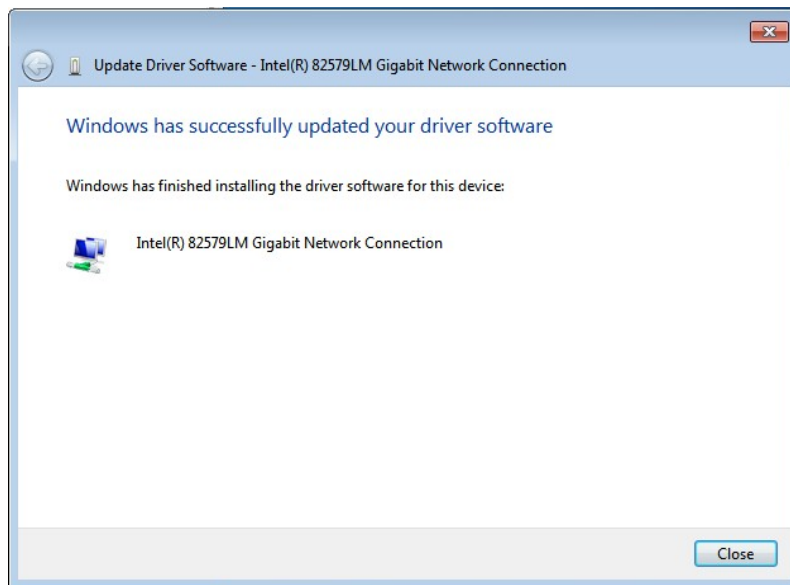 Update Driver Software - Intel(R) 82579LM Gigabit Network Connection
Windows has successfully updated your driver software
Windows has finished installing the driver software for this device:
Intel(R) 82579LM Gigabit Network Connection
Close